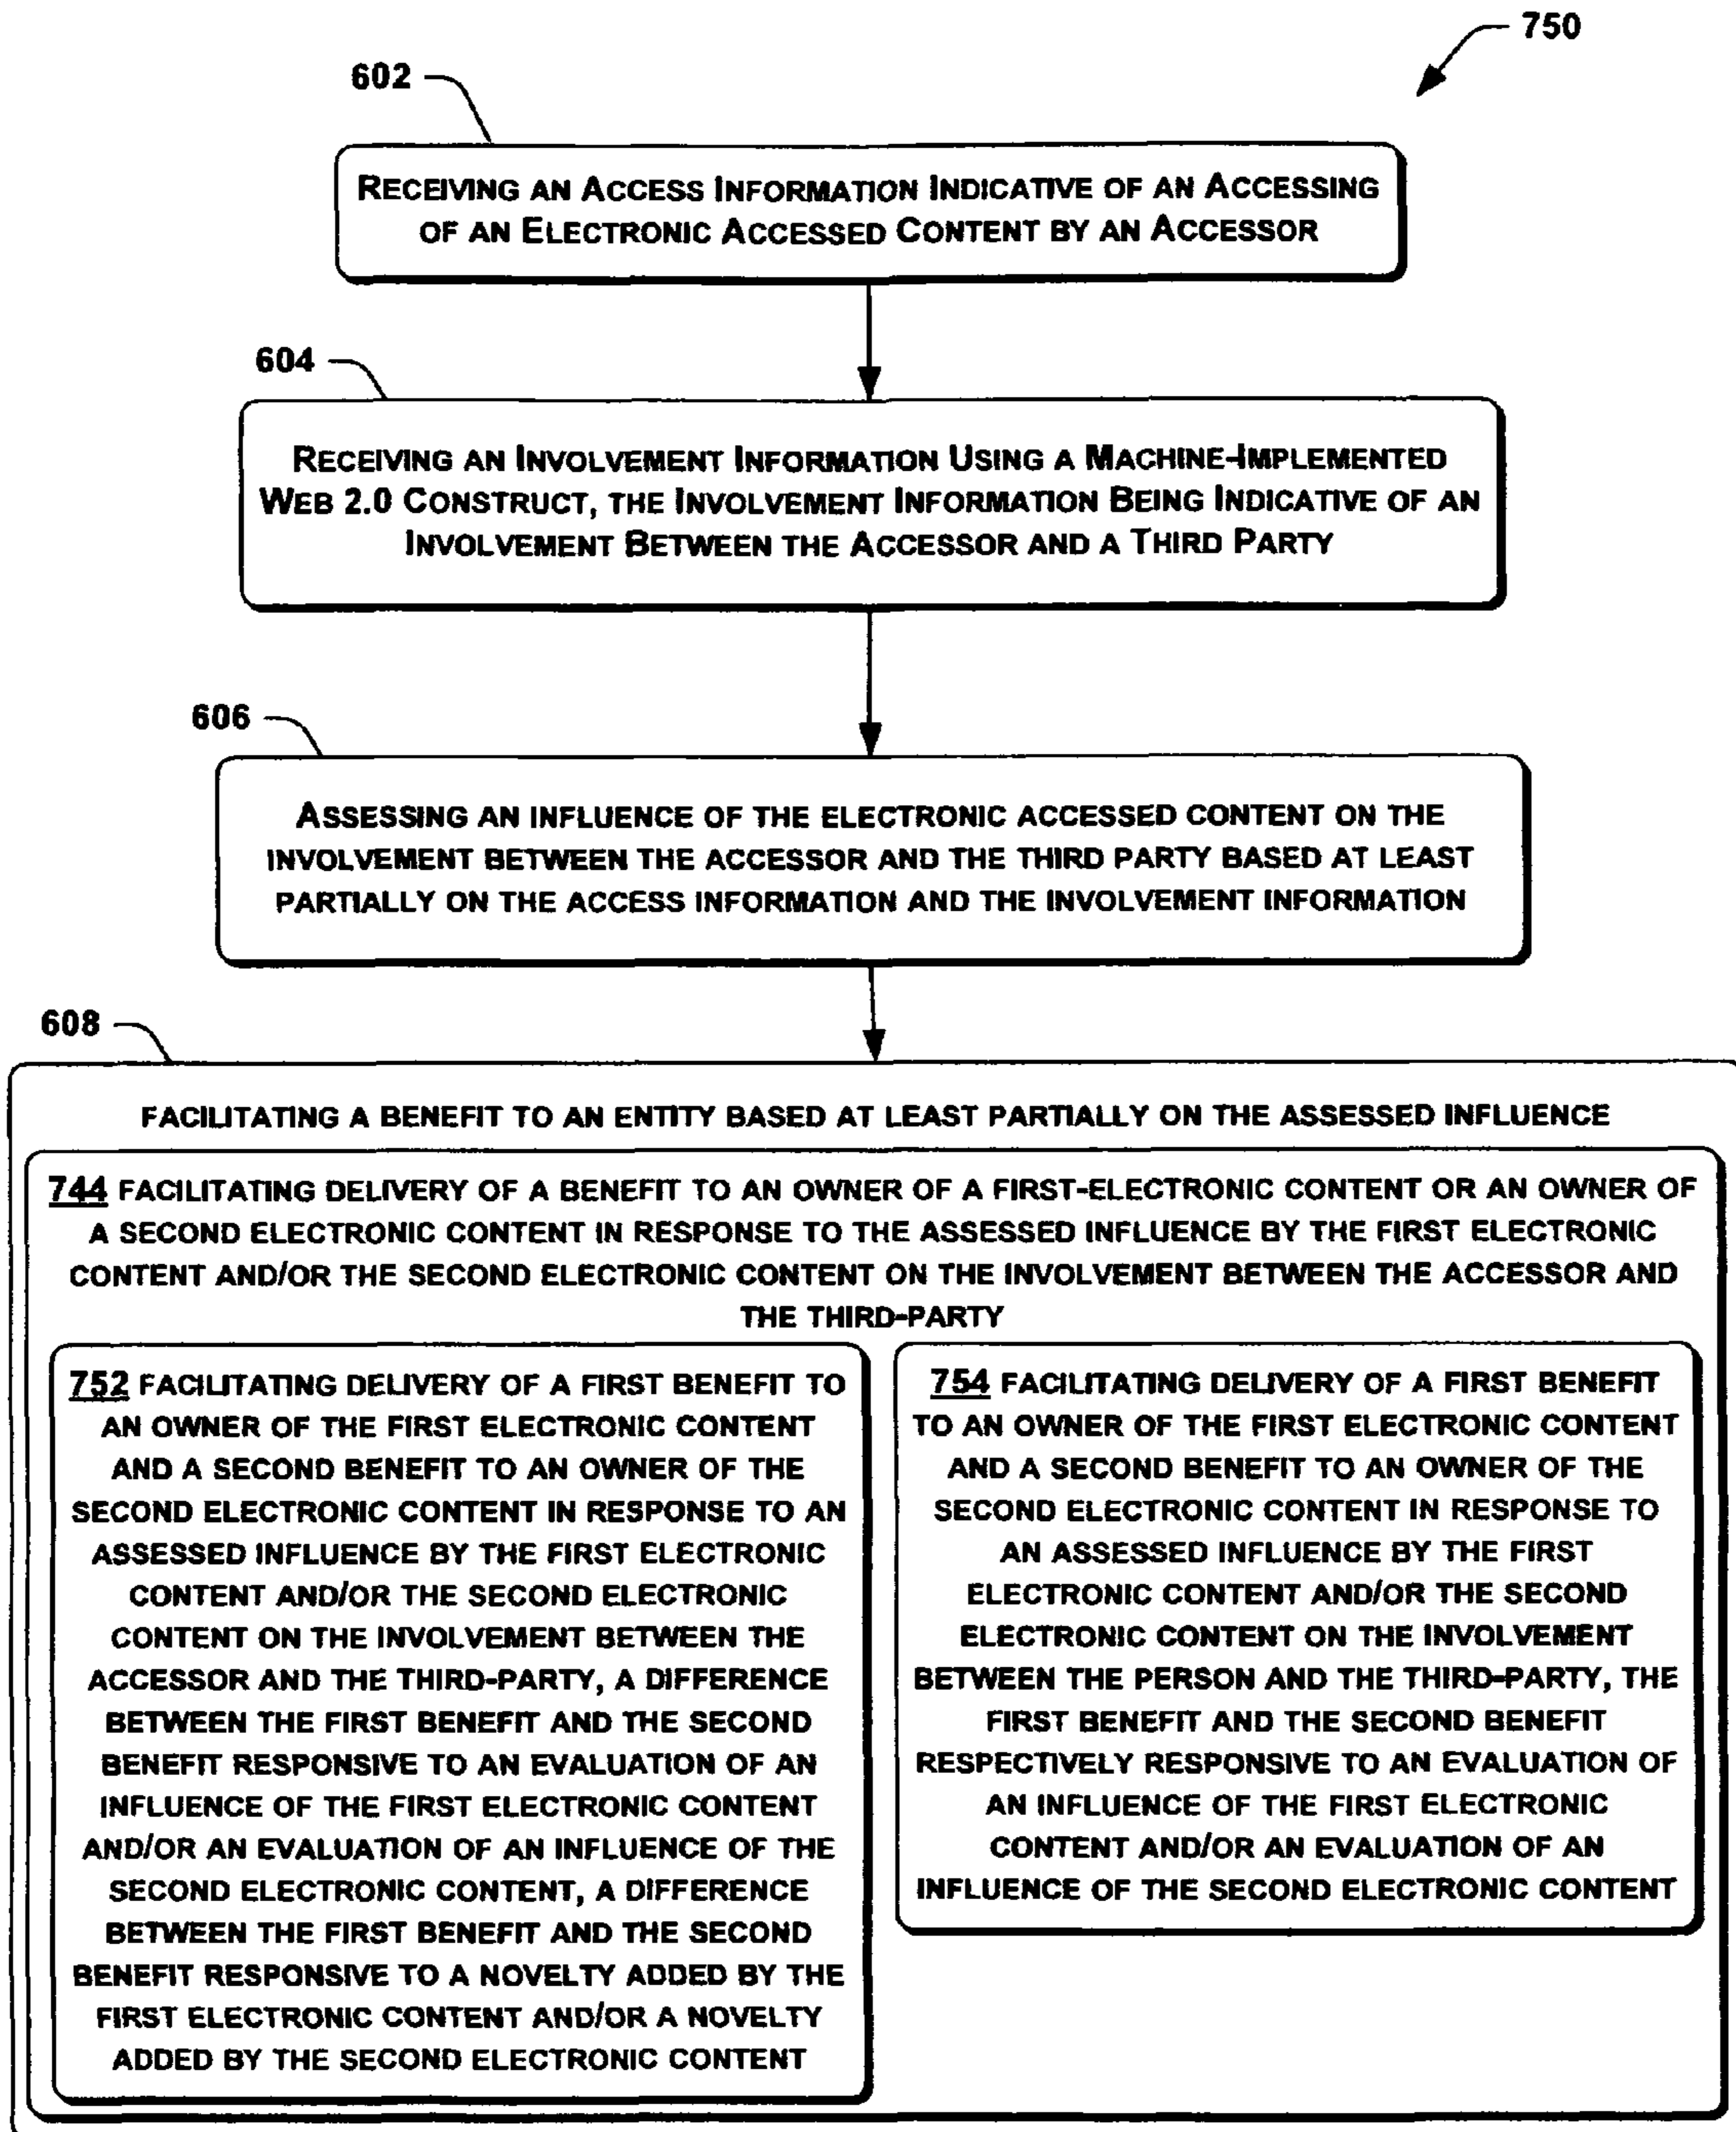 750
602
RECEIVING AN ACCESS INFORMATION INDICATIVE OF AN ACCESSING
OF AN ELECTRONIC ACCESSED CONTENT BY AN ACCESSOR
604
RECEIVING AN INVOLVEMENT INFORMATION USING A MACHINE-IMPLEMENTED
WEB 2.0 CONSTRUCT, THE INVOLVEMENT INFORMATION BEING INDICATIVE OF AN
INVOLVEMENT BETWEEN THE ACCESSOR AND A THIRD PARTY
606
ASSESSING AN INFLUENCE OF THE ELECTRONIC ACCESSED CONTENT ON THE
INVOLVEMENT BETWEEN THE ACCESSOR AND THE THIRD PARTY BASED AT LEAST
PARTIALLY ON THE ACCESS INFORMATION AND THE INVOLVEMENT INFORMATION
608
FACILITATING A BENEFIT TO AN ENTITY BASED AT LEAST PARTIALLY ON THE ASSESSED INFLUENCE
744 FACILITATING DELIVERY OF A BENEFIT TO AN OWNER OF A FIRST-ELECTRONIC CONTENT OR AN OWNER OF
A SECOND ELECTRONIC CONTENT IN RESPONSE TO THE ASSESSED INFLUENCE BY THE FIRST ELECTRONIC
CONTENT AND/OR THE SECOND ELECTRONIC CONTENT ON THE INVOLVEMENT BETWEEN THE ACCESSOR AND
THE THIRD-PARTY
752 FACILITATING DELIVERY OF A FIRST BENEFIT TO
AN OWNER OF THE FIRST ELECTRONIC CONTENT
AND A SECOND BENEFIT TO AN OWNER OF THE
SECOND ELECTRONIC CONTENT IN RESPONSE TO AN
ASSESSED INFLUENCE BY THE FIRST ELECTRONIC
CONTENT AND/OR THE SECOND ELECTRONIC
CONTENT ON THE INVOLVEMENT BETWEEN THE
ACCESSOR AND THE THIRD-PARTY, A DIFFERENCE
BETWEEN THE FIRST BENEFIT AND THE SECOND
BENEFIT RESPONSIVE TO AN EVALUATION OF AN
INFLUENCE OF THE FIRST ELECTRONIC CONTENT
AND/OR AN EVALUATION OF AN INFLUENCE OF THE
SECOND ELECTRONIC CONTENT, A DIFFERENCE
BETWEEN THE FIRST BENEFIT AND THE SECOND
BENEFIT RESPONSIVE TO A NOVELTY ADDED BY THE
FIRST ELECTRONIC CONTENT AND/OR A NOVELTY
ADDED BY THE SECOND ELECTRONIC CONTENT
754 FACILITATING DELIVERY OF A FIRST BENEFIT
TO AN OWNER OF THE FIRST ELECTRONIC CONTENT
AND A SECOND BENEFIT TO AN OWNER OF THE
SECOND ELECTRONIC CONTENT IN RESPONSE TO
AN ASSESSED INFLUENCE BY THE FIRST
ELECTRONIC CONTENT AND/OR THE SECOND
ELECTRONIC CONTENT ON THE INVOLVEMENT
BETWEEN THE PERSON AND THE THIRD-PARTY, THE
FIRST BENEFIT AND THE SECOND BENEFIT
RESPECTIVELY RESPONSIVE TO AN EVALUATION OF
AN INFLUENCE OF THE FIRST ELECTRONIC
CONTENT AND/OR AN EVALUATION OF AN
INFLUENCE OF THE SECOND ELECTRONIC CONTENT